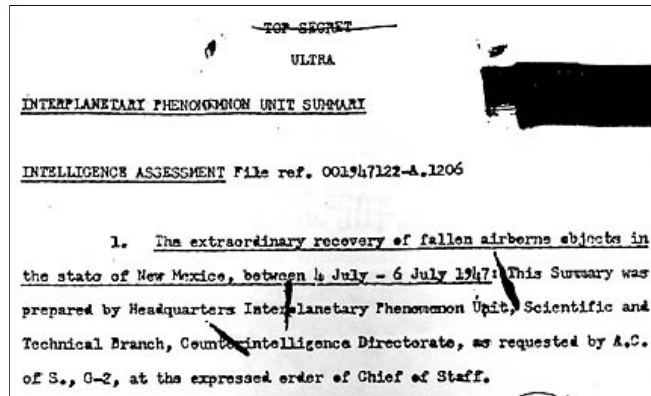 TOP SECRET
ULTRA
INTERPLANETARY PHENOMENON UNIT SUMMARY
INTELLIGENCE ASSESSMENT File ref. 001947122-A.1206
1. The extraordinary recovery of fallen airborne objects in
the state of New Mexico, between 4 July - 6 July 1947: This Summary was
prepared by Headquarters Interplanetary Phenomenon Unit, Scientific and
Technical Branch, Counterintelligence Directorate, as requested by A.C.
of S., G-2, at the expressed order of Chief of Staff.